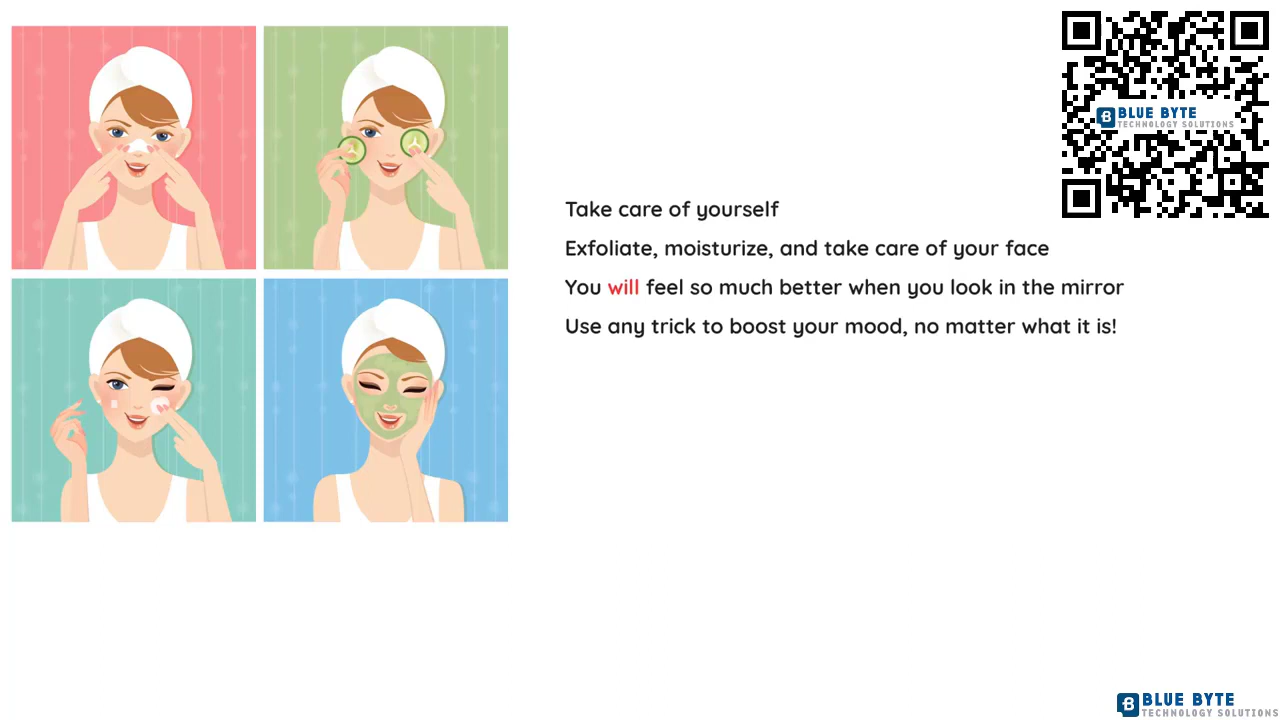 BLUE BYTE
TECHNOLOGY SOLUTIONS
Take care of yourself
Exfoliate, moisturize, and take care of your face
You will feel so much better when you look in the mirror
Use any trick to boost your mood, no matter what it is!
BLUE BYTE
TECHNOLOGY SOLUTIONS